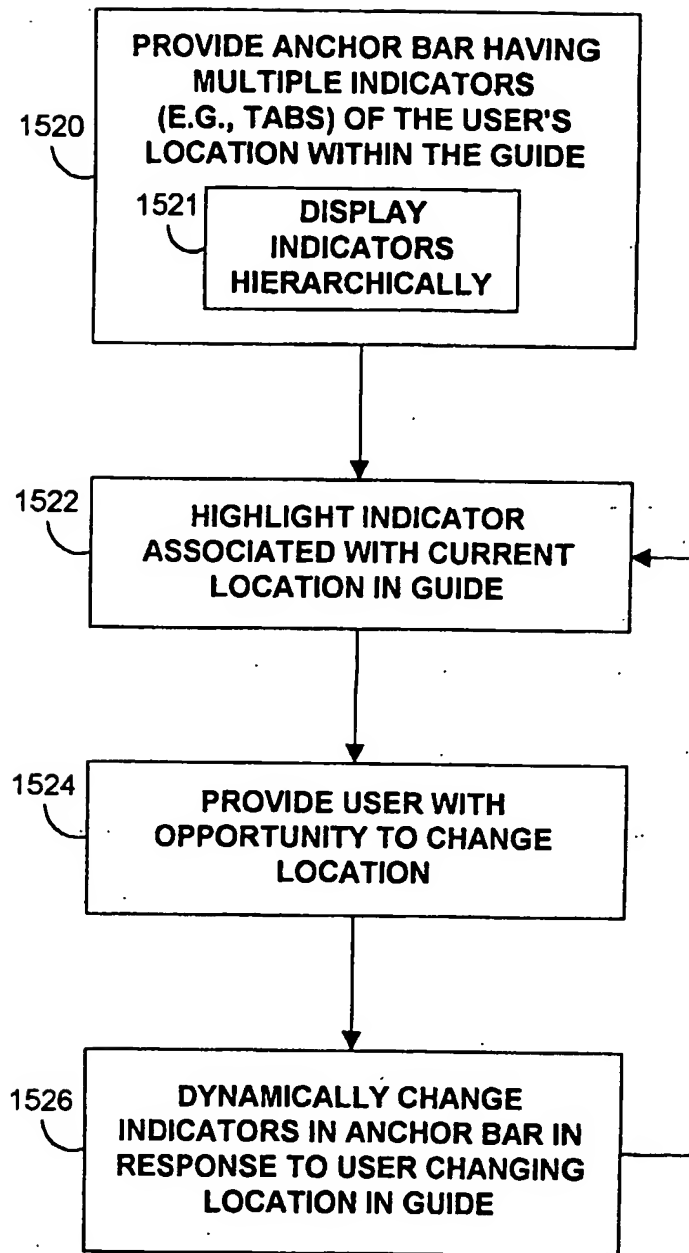 PROVIDE ANCHOR BAR HAVING
MULTIPLE INDICATORS
(E.G., TABS) OF THE USER'S
LOCATION WITHIN THE GUIDE
1520
1521
DISPLAY
INDICATORS
HIERARCHICALLY
1522
HIGHLIGHT INDICATOR
ASSOCIATED WITH CURRENT
LOCATION IN GUIDE
1524
PROVIDE USER WITH
OPPORTUNITY TO CHANGE
LOCATION
1526
DYNAMICALLY CHANGE
INDICATORS IN ANCHOR BAR IN
RESPONSE TO USER CHANGING
LOCATION IN GUIDE